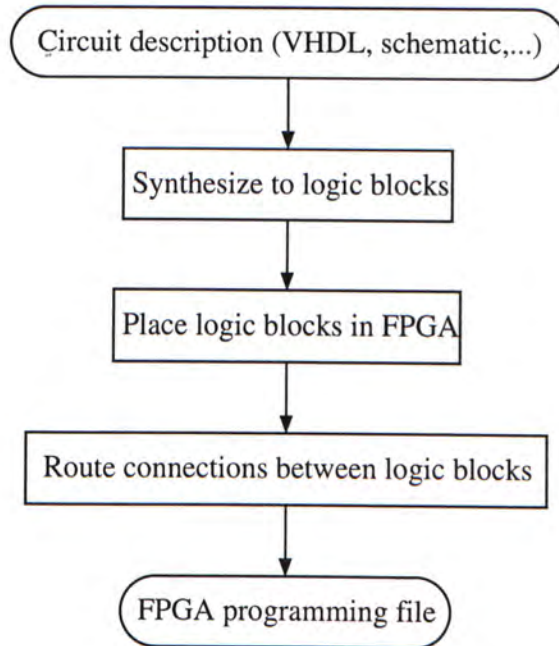 Circuit description (VHDL, schematic,...)
Synthesize to logic blocks
Place logic blocks in FPGA
Route connections between logic blocks
FPGA programming file